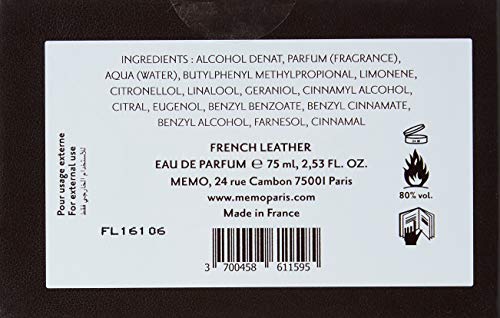 INGREDIENTS : ALCOHOL DENAT, PARFUM (FRAGRANCE),
AQUA (WATER), BUTYLPHENYL METHYLPROPIONAL, LIMONENE,
CITRONELLOL, LINALOOL, GERANIOL, CINNAMYL ALCOHOL,
CITRAL, EUGENOL, BENZYL BENZOATE, BENZYL CINNAMATE,
BENZYL ALCOHOL, FARNESOL, CINNAMAL
FRENCH LEATHER
EAU DE PARFUM ℮ 75 ml, 2,53 FL. OZ.
MEMO, 24 rue Cambon 75001 Paris
www.memoparis.com
Made in France
3 700458 611595
Pour usage externe
For external use
للاستخدام الخارجي فقط
FL16106
80% vol.